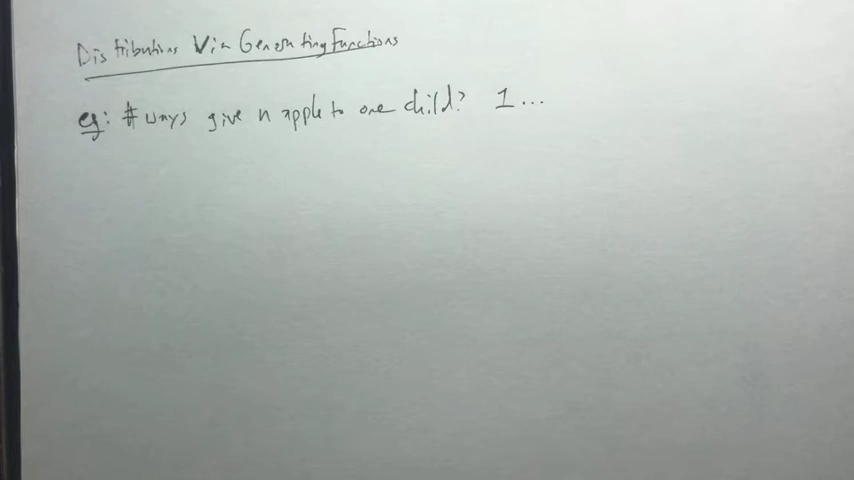 Distributions Via Generating Functions
eg: # ways give n apple to one child? 1...